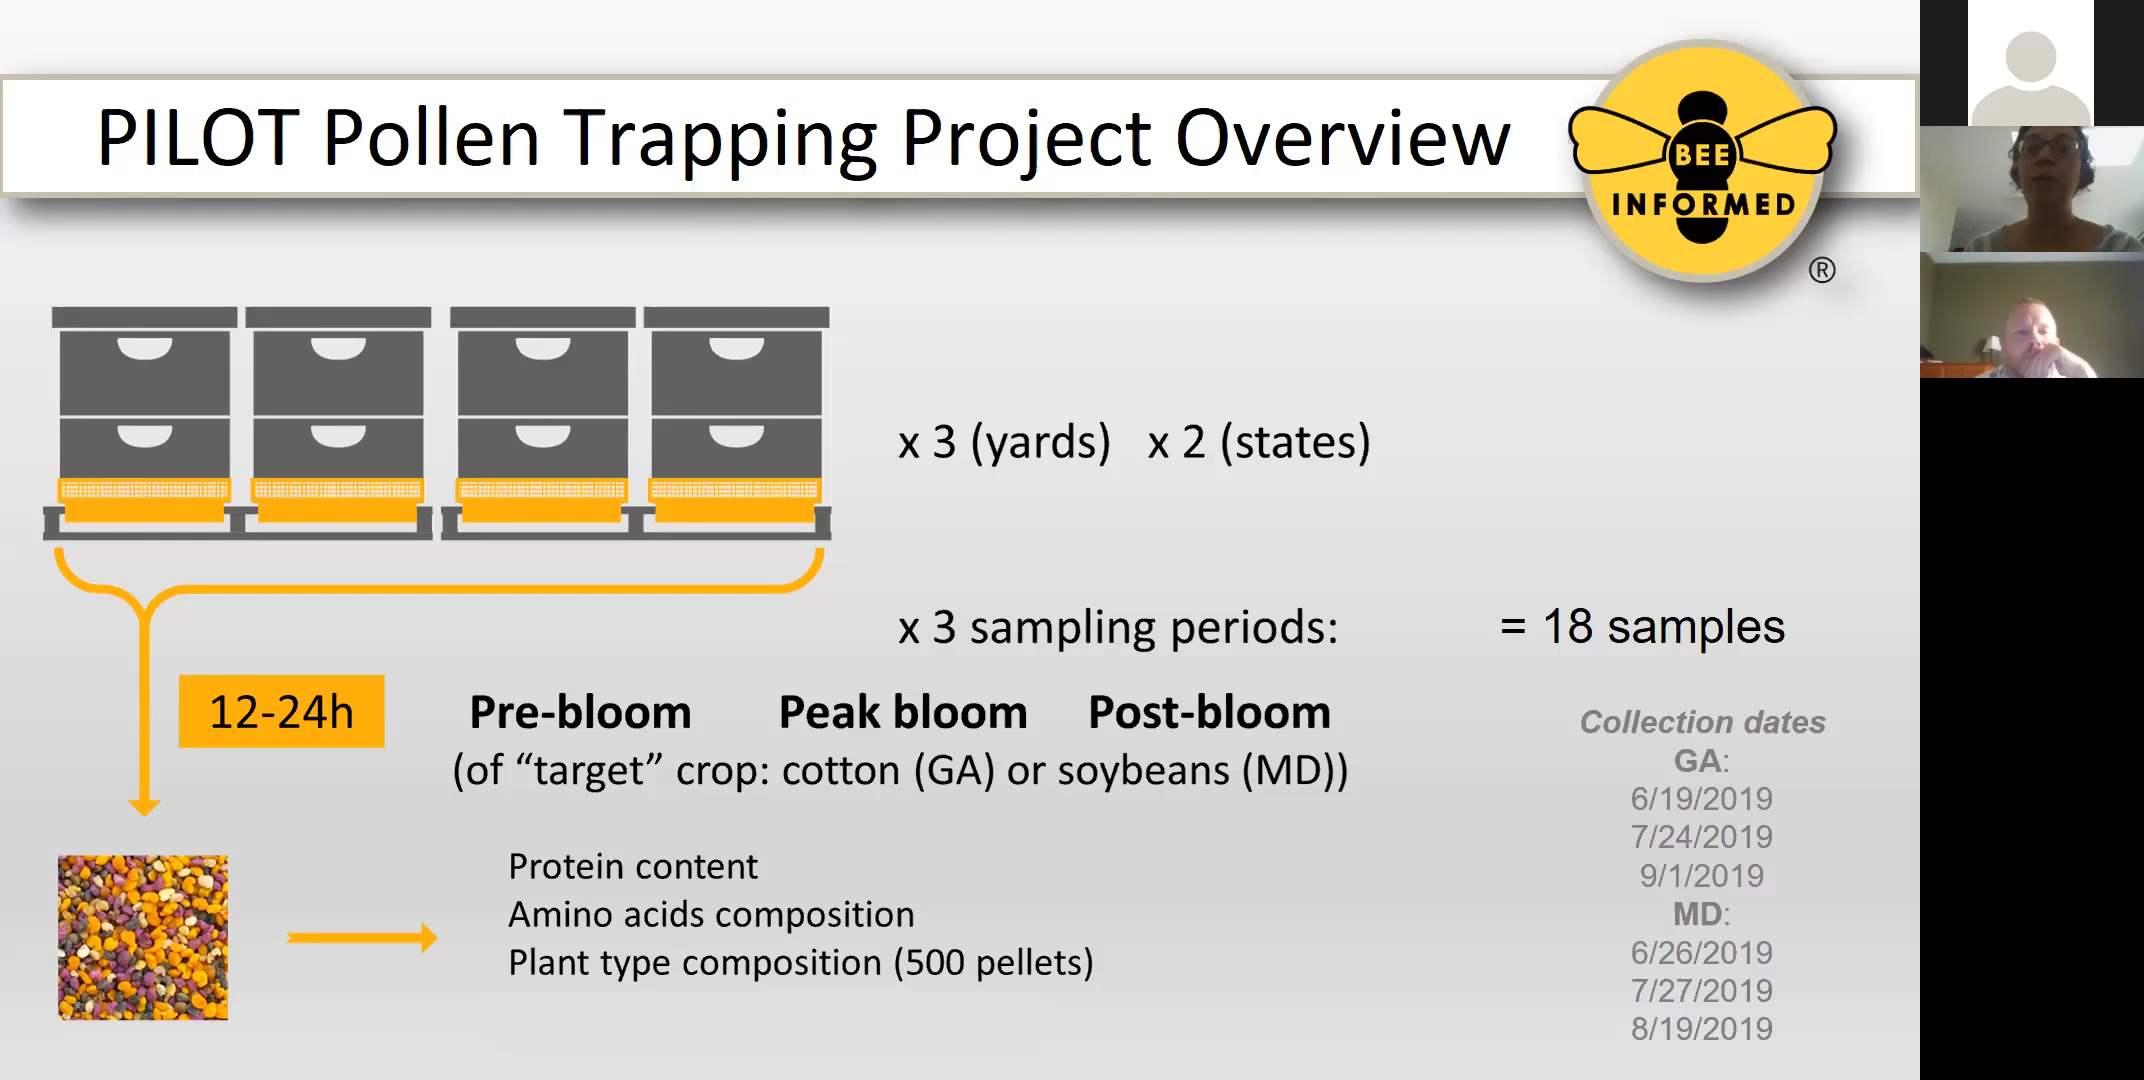 PILOT Pollen Trapping Project Overview
BEE
INFORMED
®
x 3 (yards) x 2 (states)
x 3 sampling periods: = 18 samples
12-24h
Pre-bloom Peak bloom Post-bloom
(of “target” crop: cotton (GA) or soybeans (MD))
Protein content
Amino acids composition
Plant type composition (500 pellets)
Collection dates
GA:
6/19/2019
7/24/2019
9/1/2019
MD:
6/26/2019
7/27/2019
8/19/2019